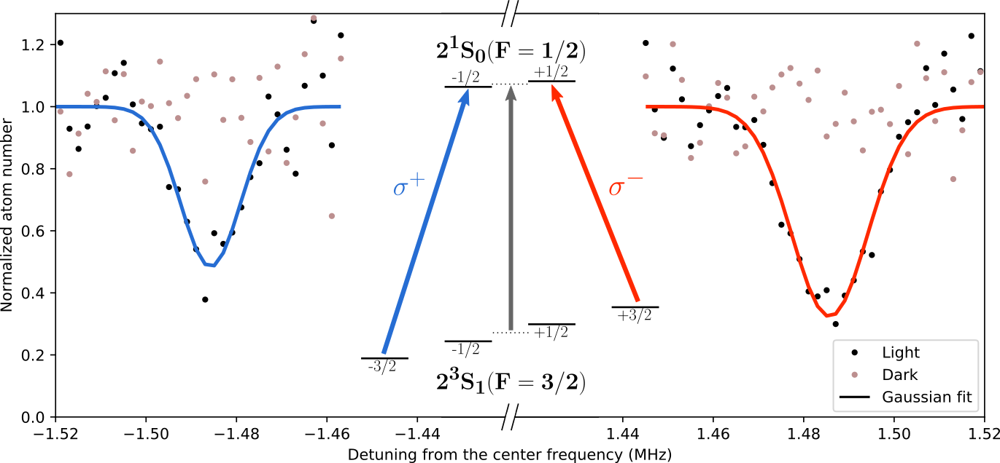 Normalized atom number
1.2
1.0
0.8
0.6
0.4
0.2
0.0
2¹S₀(F = 1/2)
-1/2
+1/2
σ⁺
σ⁻
+3/2
+1/2
-1/2
-3/2
2³S₁(F = 3/2)
Light
Dark
Gaussian fit
−1.52 −1.50 −1.48 −1.46 −1.44 1.44 1.46 1.48 1.50 1.52
Detuning from the center frequency (MHz)